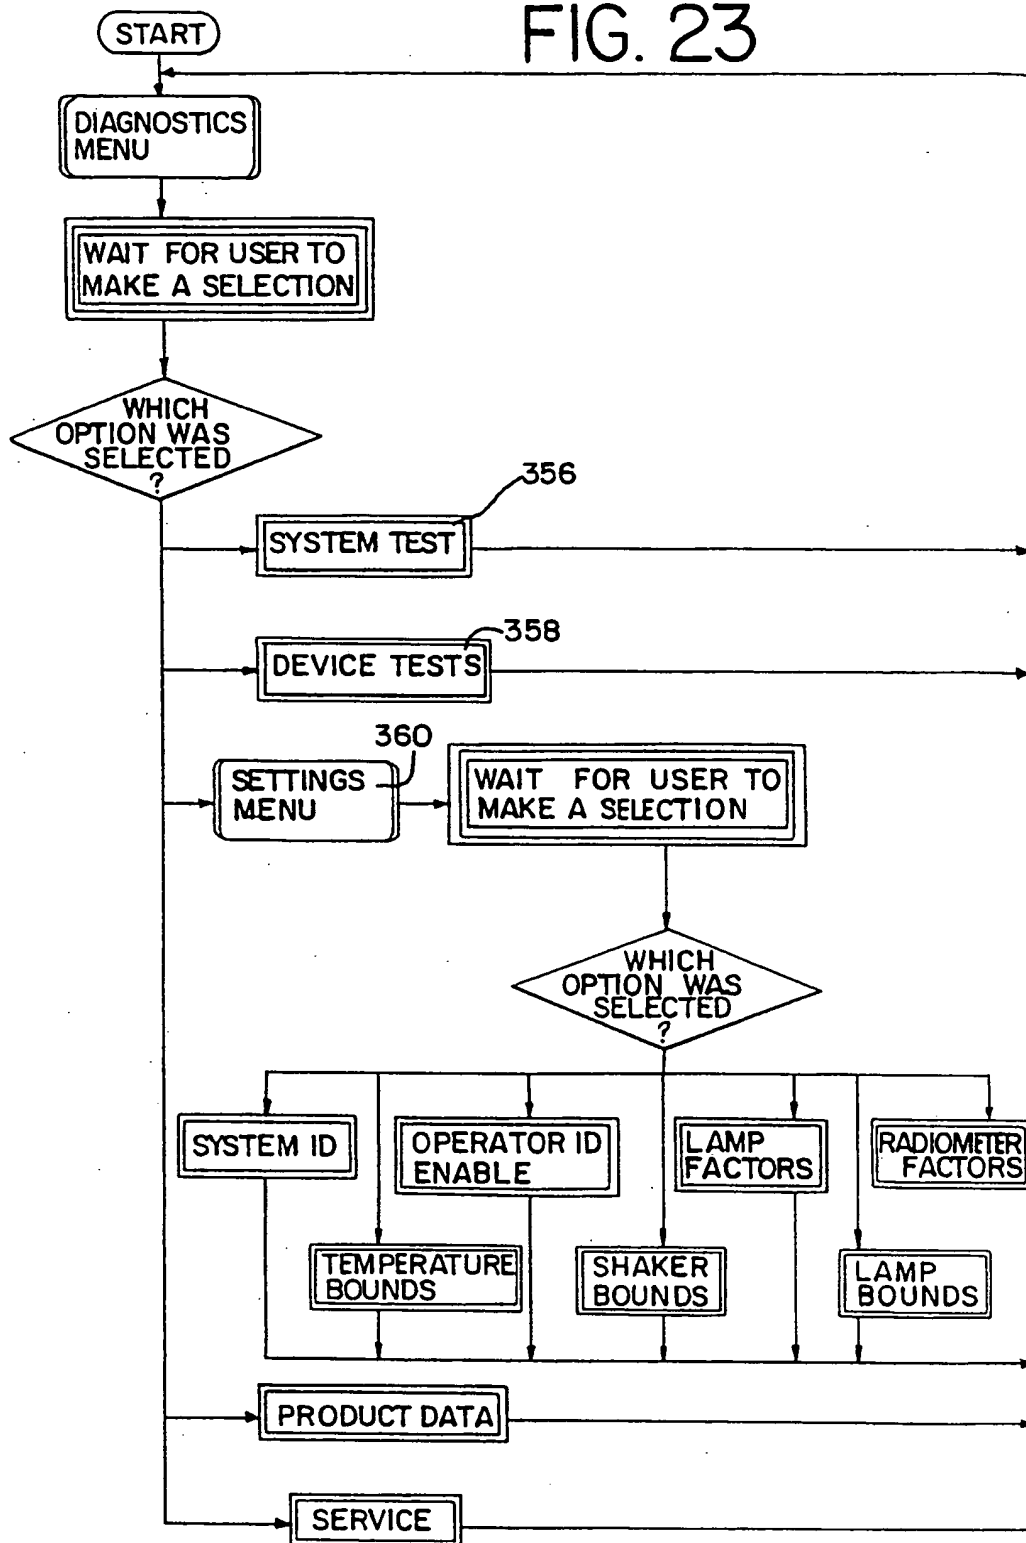 FIG. 23
START
DIAGNOSTICS
MENU
WAIT FOR USER TO
MAKE A SELECTION
WHICH
OPTION WAS
SELECTED
?
356
SYSTEM TEST
358
DEVICE TESTS
360
SETTINGS
MENU
WAIT FOR USER TO
MAKE A SELECTION
WHICH
OPTION WAS
SELECTED
?
SYSTEM ID
OPERATOR ID
ENABLE
LAMP
FACTORS
RADIOMETER
FACTORS
TEMPERATURE
BOUNDS
SHAKER
BOUNDS
LAMP
BOUNDS
PRODUCT DATA
SERVICE